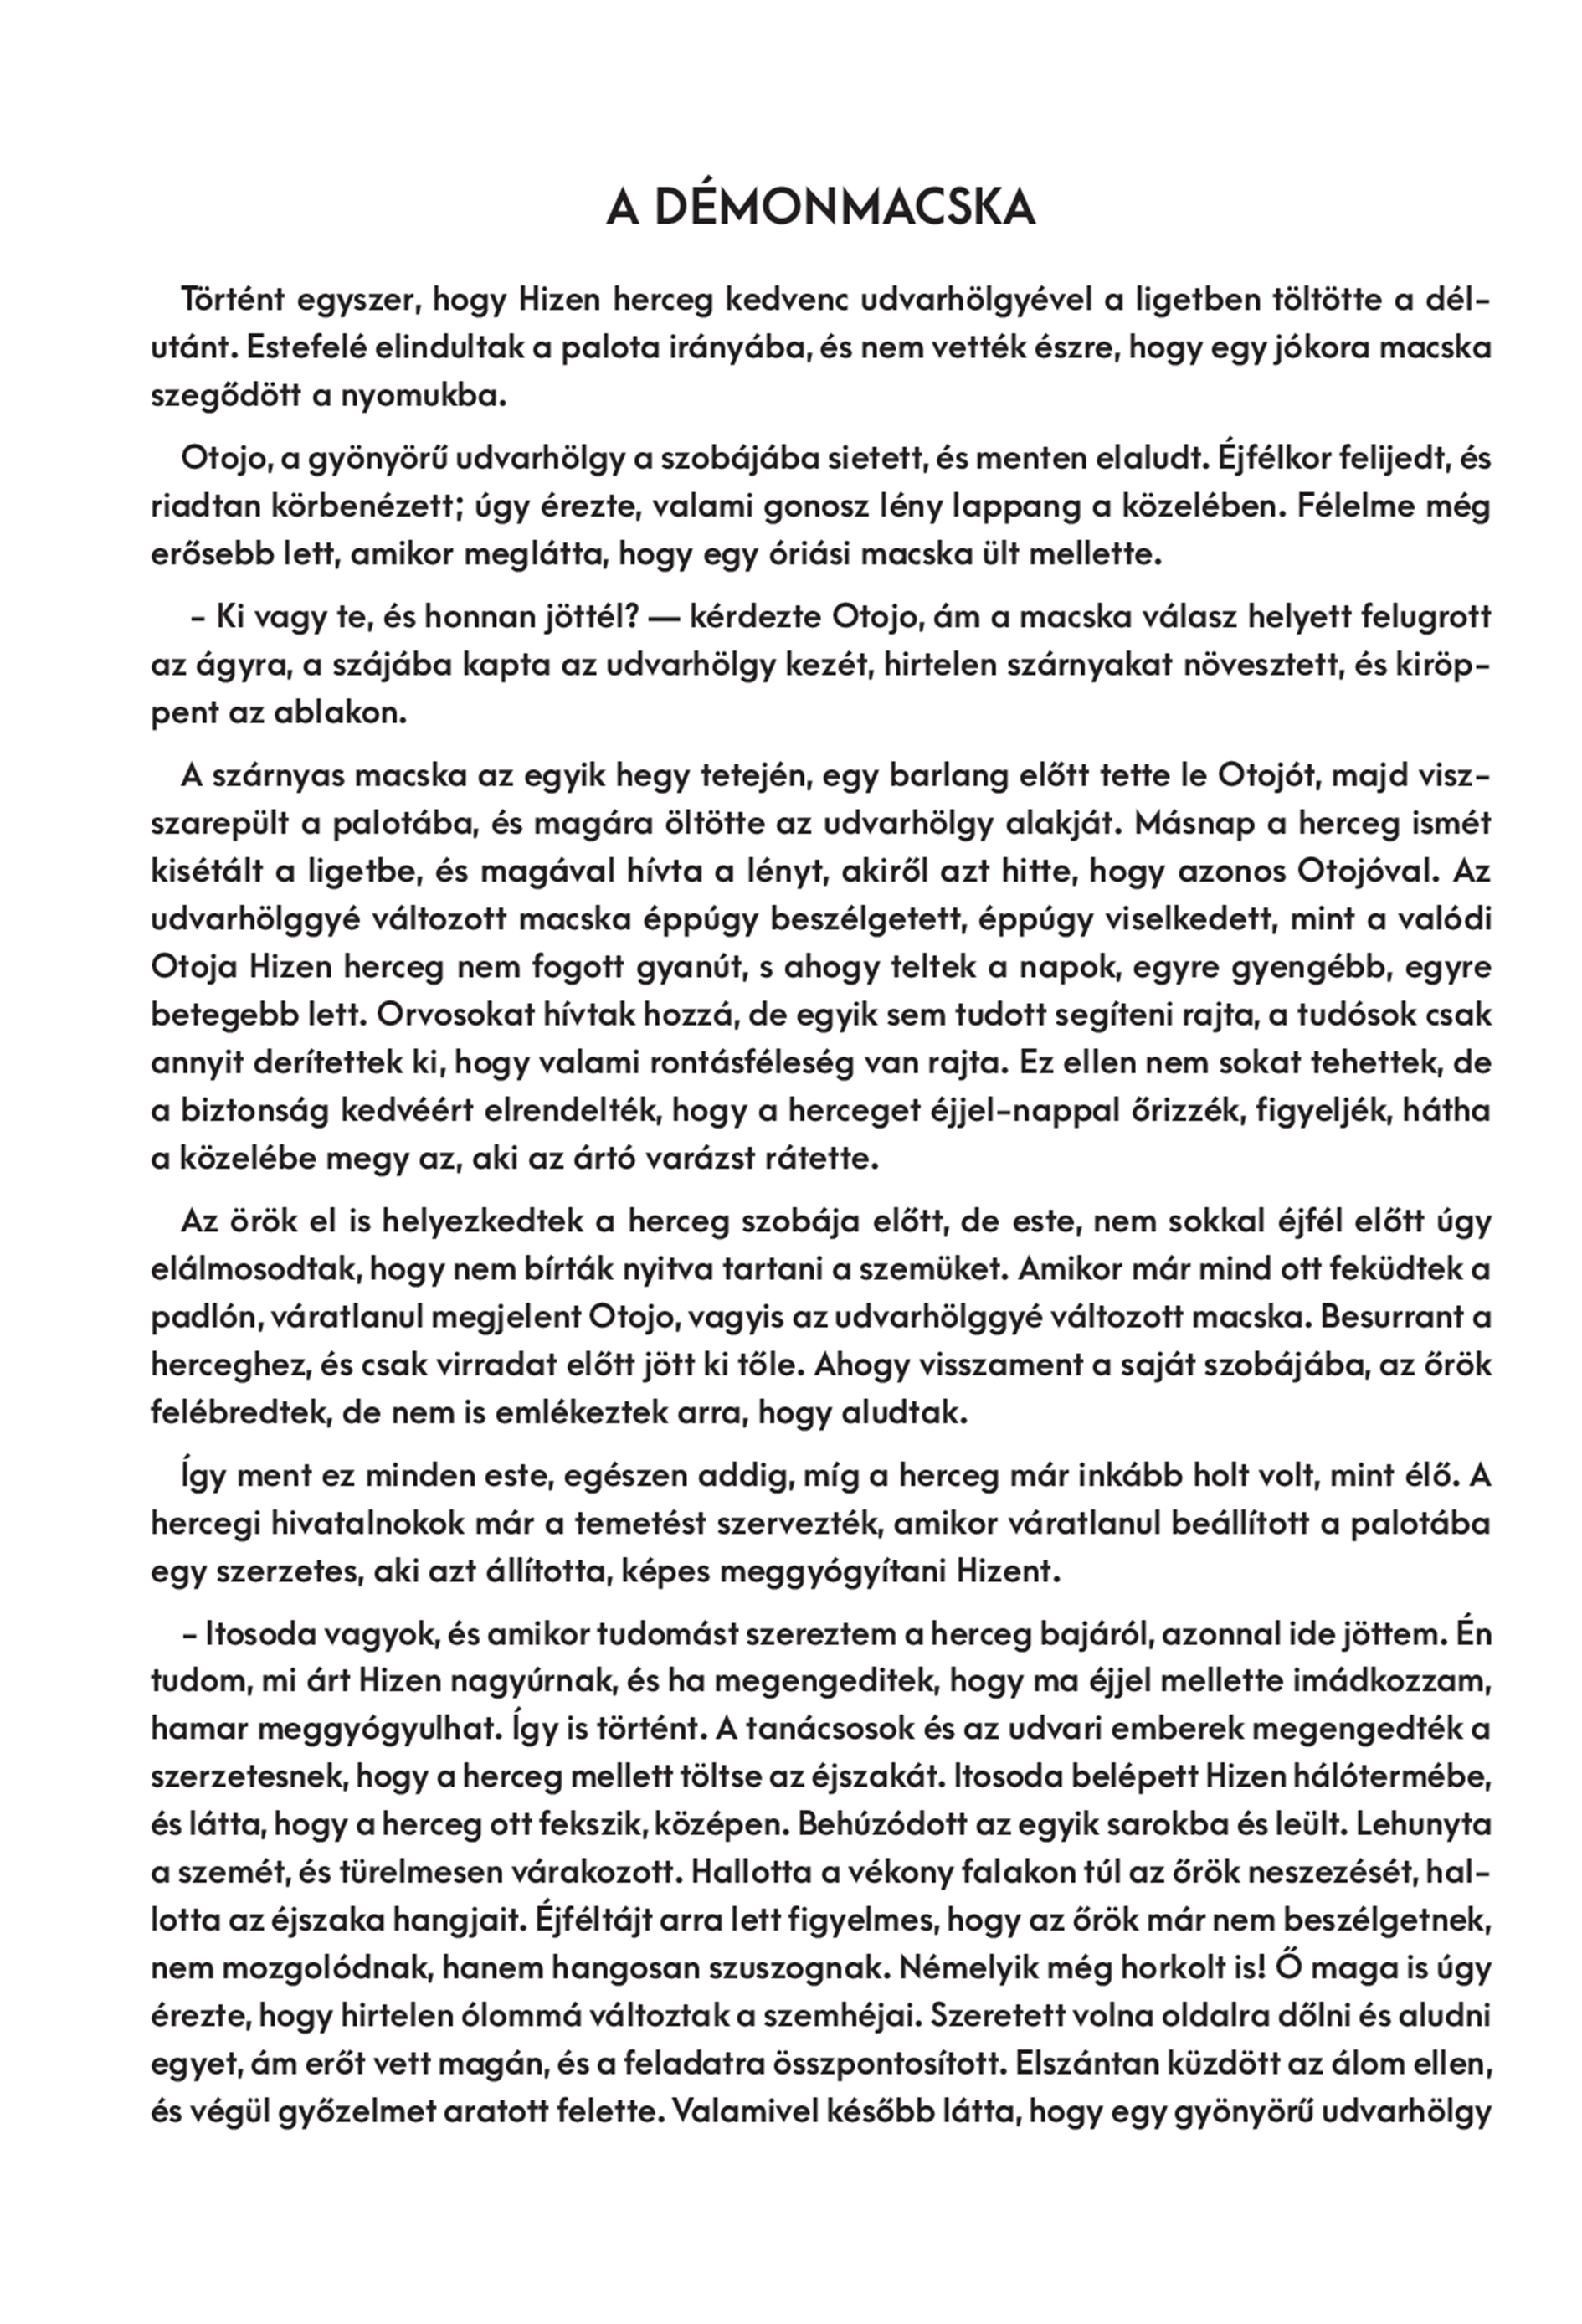 A DÉMONMACSKA
Történt egyszer, hogy Hizen herceg kedvenc udvarhölgyével a ligetben töltötte a dél-
utánt. Estefelé elindultak a palota irányába, és nem vették észre, hogy egy jókora macska
szegődött a nyomukba.
Otojo, a gyönyörű udvarhölgy a szobájába sietett, és menten elaludt. Éjfélkor felijedt, és
riadtan körbenézett; úgy érezte, valami gonosz lény lappang a közelében. Félelme még
erősebb lett, amikor meglátta, hogy egy óriási macska ült mellette.
– Ki vagy te, és honnan jöttél? — kérdezte Otojo, ám a macska válasz helyett felugrott
az ágyra, a szájába kapta az udvarhölgy kezét, hirtelen szárnyakat növesztett, és kiröp-
pent az ablakon.
A szárnyas macska az egyik hegy tetején, egy barlang előtt tette le Otojót, majd visz-
szarepült a palotába, és magára öltötte az udvarhölgy alakját. Másnap a herceg ismét
kisétált a ligetbe, és magával hívta a lényt, akiről azt hitte, hogy azonos Otojóval. Az
udvarhölggyé változott macska éppúgy beszélgetett, éppúgy viselkedett, mint a valódi
Otoja Hizen herceg nem fogott gyanút, s ahogy teltek a napok, egyre gyengébb, egyre
betegebb lett. Orvosokat hívtak hozzá, de egyik sem tudott segíteni rajta, a tudósok csak
annyit derítettek ki, hogy valami rontásféleség van rajta. Ez ellen nem sokat tehettek, de
a biztonság kedvéért elrendelték, hogy a herceget éjjel-nappal őrizzék, figyeljék, hátha
a közelébe megy az, aki az ártó varázst rátette.
Az örök el is helyezkedtek a herceg szobája előtt, de este, nem sokkal éjfél előtt úgy
elálmosodtak, hogy nem bírták nyitva tartani a szemüket. Amikor már mind ott feküdtek a
padlón, váratlanul megjelent Otojo, vagyis az udvarhölggyé változott macska. Besurrant a
herceghez, és csak virradat előtt jött ki tőle. Ahogy visszament a saját szobájába, az őrök
felébredtek, de nem is emlékeztek arra, hogy aludtak.
Így ment ez minden este, egészen addig, míg a herceg már inkább holt volt, mint élő. A
hercegi hivatalnokok már a temetést szervezték, amikor váratlanul beállított a palotába
egy szerzetes, aki azt állította, képes meggyógyítani Hizent.
– Itosoda vagyok, és amikor tudomást szereztem a herceg bajáról, azonnal ide jöttem. Én
tudom, mi árt Hizen nagyúrnak, és ha megengeditek, hogy ma éjjel mellette imádkozzam,
hamar meggyógyulhat. Így is történt. A tanácsosok és az udvari emberek megengedték a
szerzetesnek, hogy a herceg mellett töltse az éjszakát. Itosoda belépett Hizen hálótermébe,
és látta, hogy a herceg ott fekszik, középen. Behúzódott az egyik sarokba és leült. Lehunyta
a szemét, és türelmesen várakozott. Hallotta a vékony falakon túl az őrök neszezését, hal-
lotta az éjszaka hangjait. Éjféltájt arra lett figyelmes, hogy az őrök már nem beszélgetnek,
nem mozgolódnak, hanem hangosan szuszognak. Némelyik még horkolt is! Ő maga is úgy
érezte, hogy hirtelen ólommá változtak a szemhéjai. Szeretett volna oldalra dőlni és aludni
egyet, ám erőt vett magán, és a feladatra összpontosított. Elszántan küzdött az álom ellen,
és végül győzelmet aratott felette. Valamivel később látta, hogy egy gyönyörű udvarhölgy